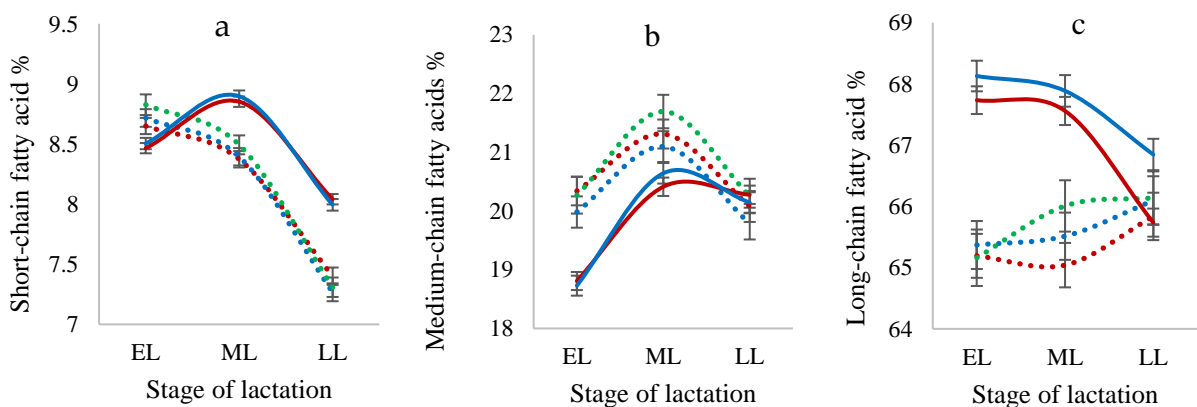 a
Short-chain fatty acid %
9.5
9
8.5
8
7.5
7
EL ML LL
Stage of lactation
b
Medium-chain fatty acids %
23
22
21
20
19
18
EL ML LL
Stage of lactation
c
Long-chain fatty acid %
69
68
67
66
65
64
EL ML LL
Stage of lactation